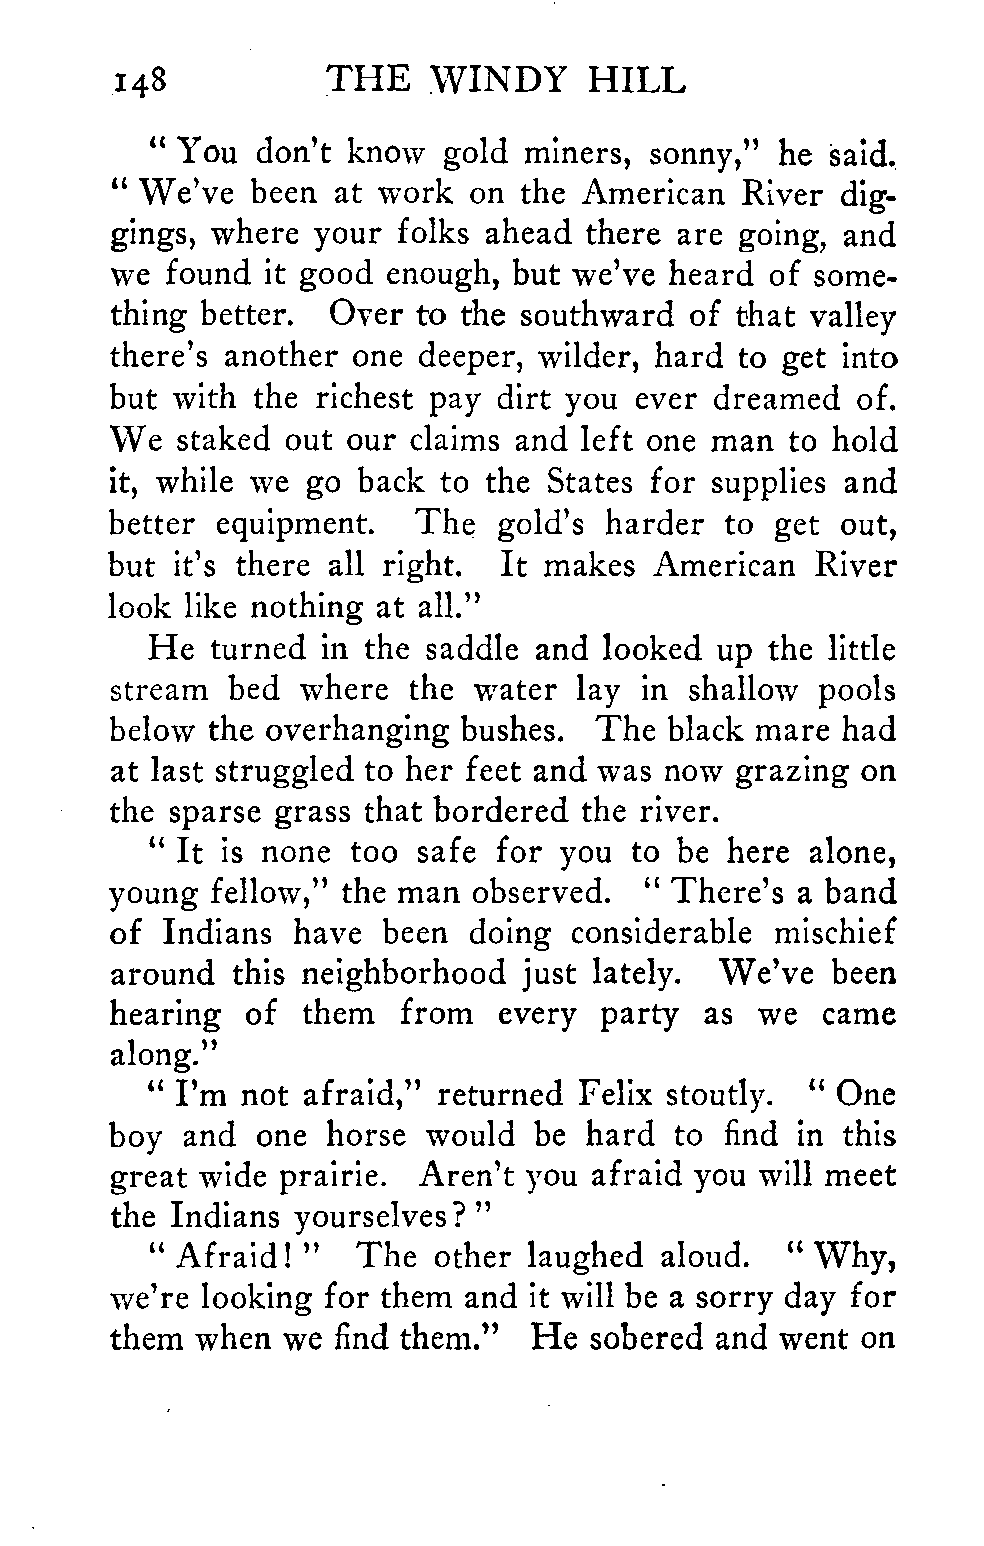 148 THE WINDY HILL
“ You don't know gold miners, sonny,” he said.
“ We've been at work on the American River dig-
gings, where your folks ahead there are going, and
we found it good enough, but we've heard of some-
thing better. Over to the southward of that valley
there's another one deeper, wilder, hard to get into
but with the richest pay dirt you ever dreamed of.
We staked out our claims and left one man to hold
it, while we go back to the States for supplies and
better equipment. The gold's harder to get out,
but it's there all right. It makes American River
look like nothing at all.”
He turned in the saddle and looked up the little
stream bed where the water lay in shallow pools
below the overhanging bushes. The black mare had
at last struggled to her feet and was now grazing on
the sparse grass that bordered the river.
“ It is none too safe for you to be here alone,
young fellow,” the man observed. “ There's a band
of Indians have been doing considerable mischief
around this neighborhood just lately. We've been
hearing of them from every party as we came
along.”
“ I'm not afraid,” returned Felix stoutly. “ One
boy and one horse would be hard to find in this
great wide prairie. Aren't you afraid you will meet
the Indians yourselves? ”
“ Afraid! ” The other laughed aloud. “ Why,
we're looking for them and it will be a sorry day for
them when we find them.” He sobered and went on